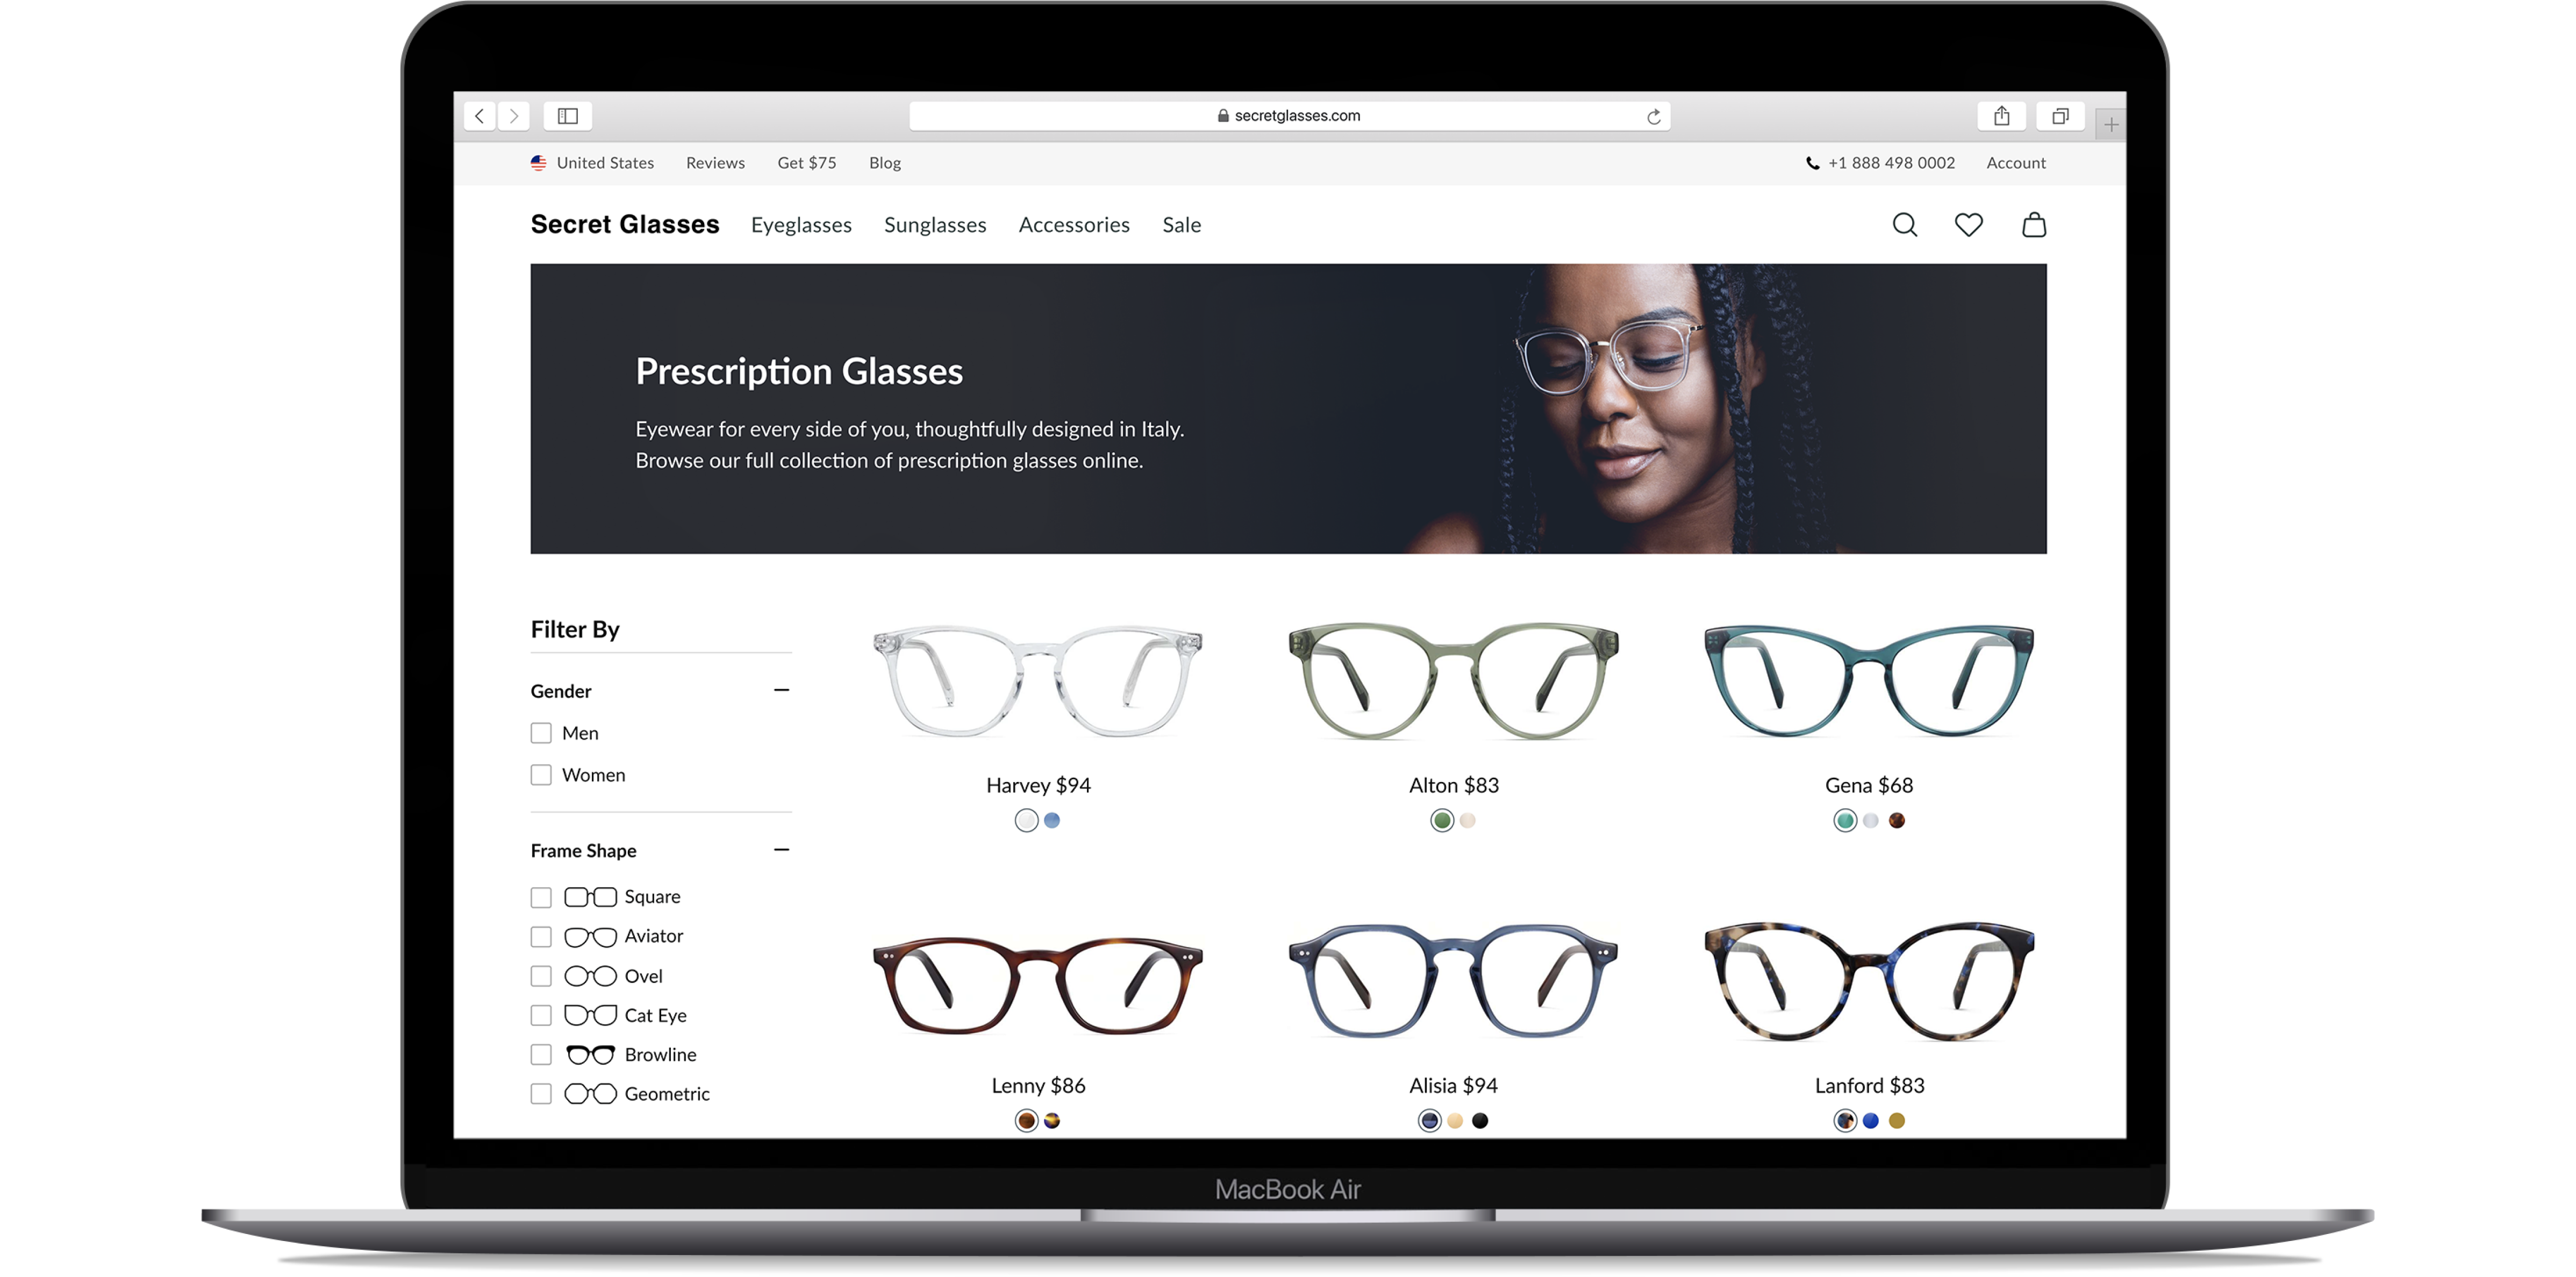 secretglasses.com
United States Reviews Get $75 Blog +1 888 498 0002 Account
Secret Glasses Eyeglasses Sunglasses Accessories Sale
Prescription Glasses
Eyewear for every side of you, thoughtfully designed in Italy.
Browse our full collection of prescription glasses online.
Filter By
Gender
Men
Women
Frame Shape
Square
Aviator
Ovel
Cat Eye
Browline
Geometric
Harvey $94
Alton $83
Gena $68
Lenny $86
Alisia $94
Lanford $83
MacBook Air